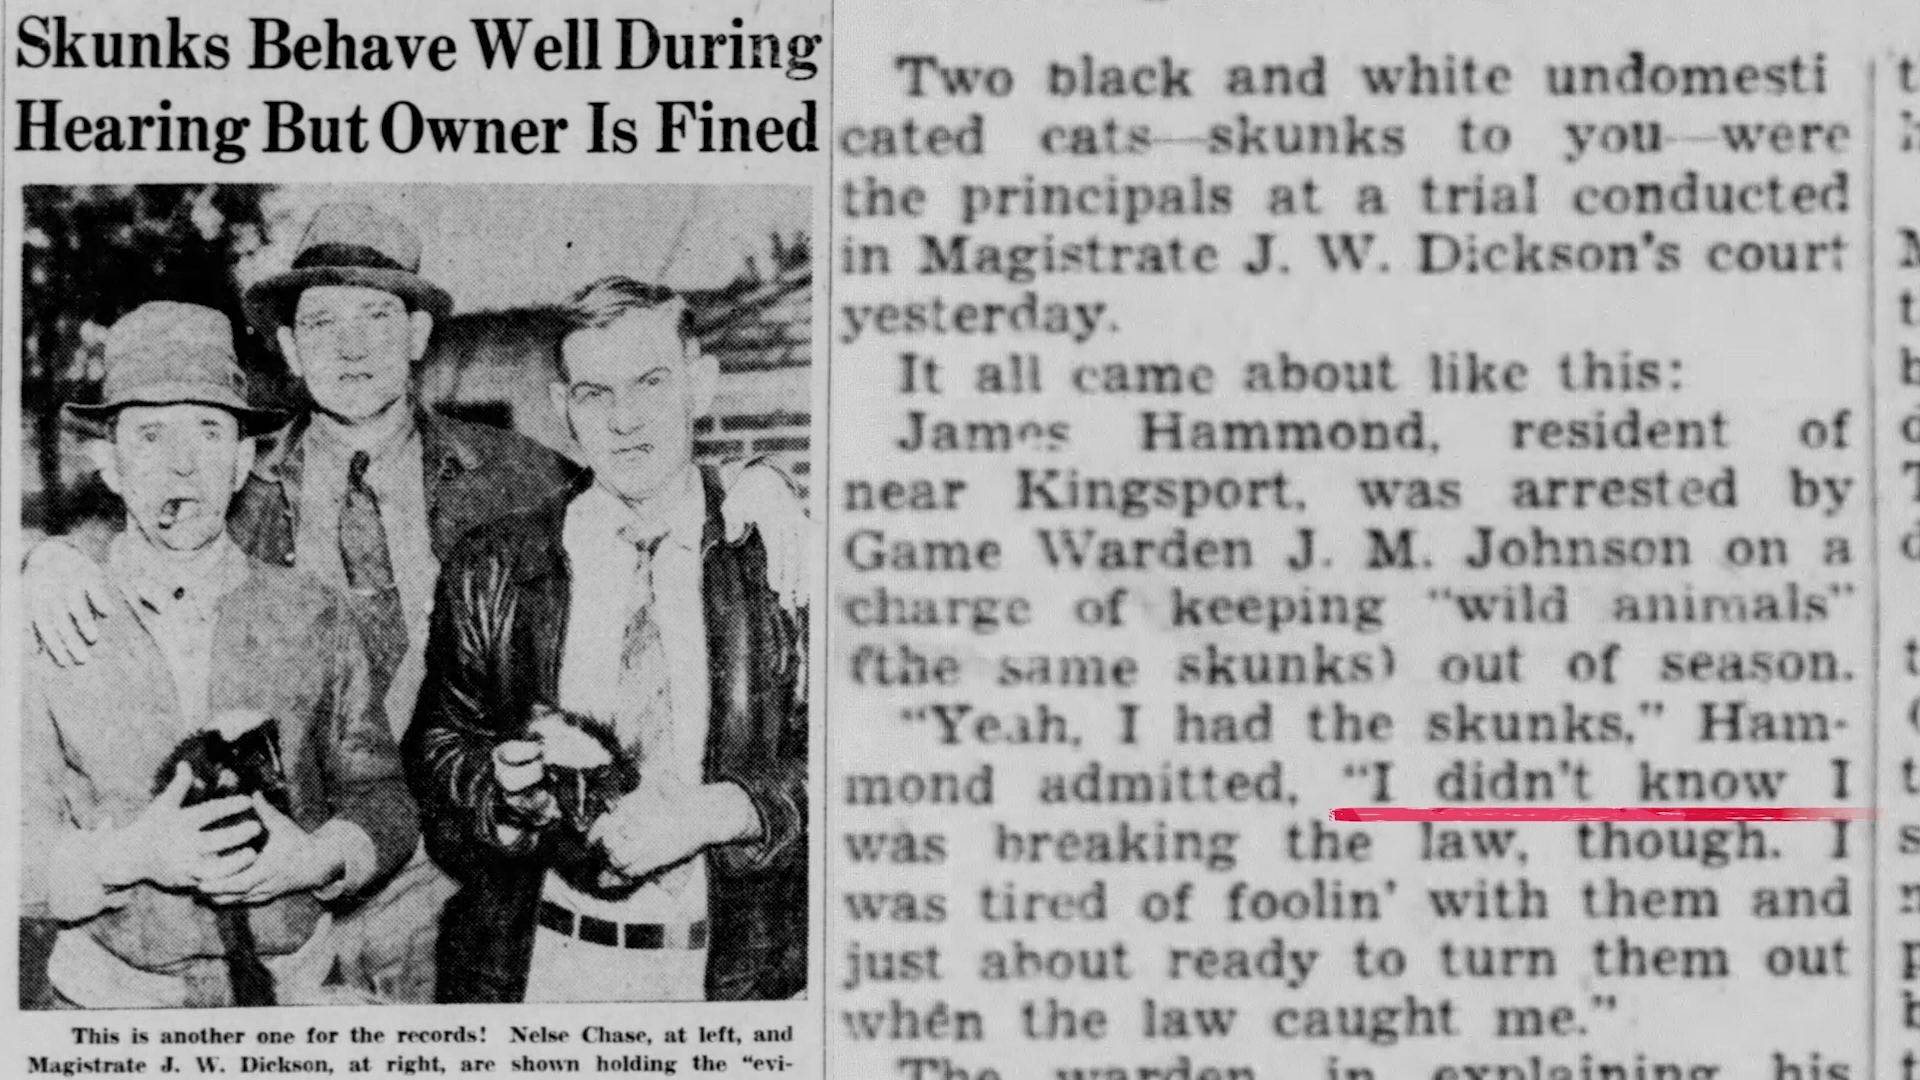 Skunks Behave Well During
Hearing But Owner Is Fined
This is another one for the records! Nelse Chase, at left, and
Magistrate J. W. Dickson, at right, are shown holding the "evi-
Two black and white undomesti
cated cats—skunks to you—were
the principals at a trial conducted
in Magistrate J. W. Dickson's court
yesterday.
It all came about like this:
James Hammond, resident of
near Kingsport, was arrested by
Game Warden J. M. Johnson on a
charge of keeping "wild animals"
(the same skunks) out of season.
"Yeah, I had the skunks," Ham-
mond admitted, "I didn't know I
was breaking the law, though. I
was tired of foolin' with them and
just about ready to turn them out
when the law caught me."
The warden, in explaining his